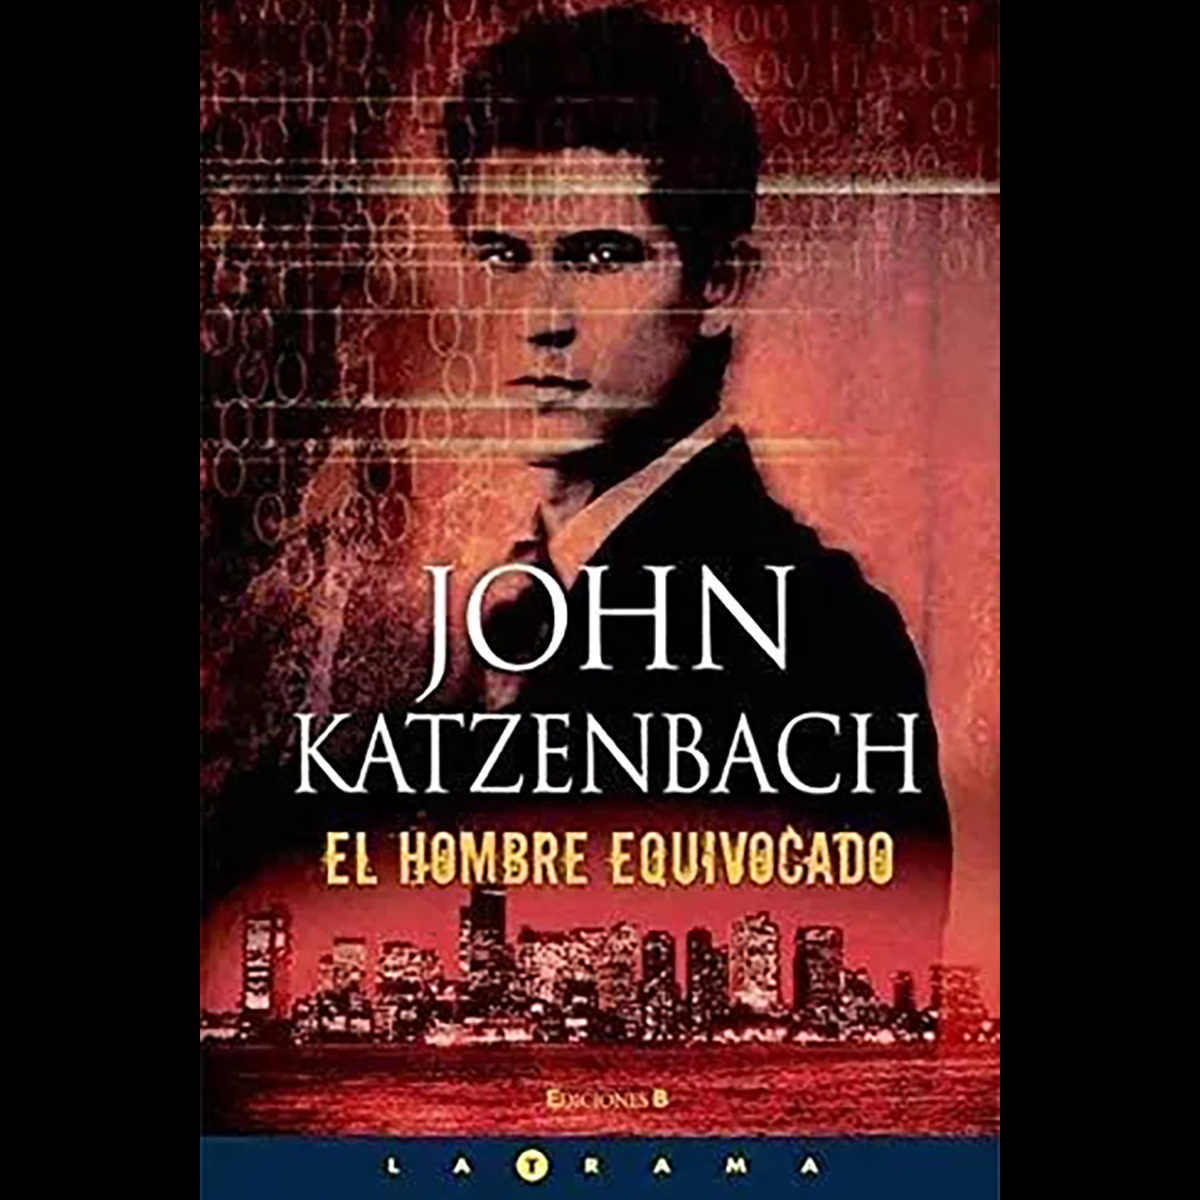 JOHN
KATZENBACH
EL HOMBRE EQUIVOCADO
EDICIONES B
LA TRAMA